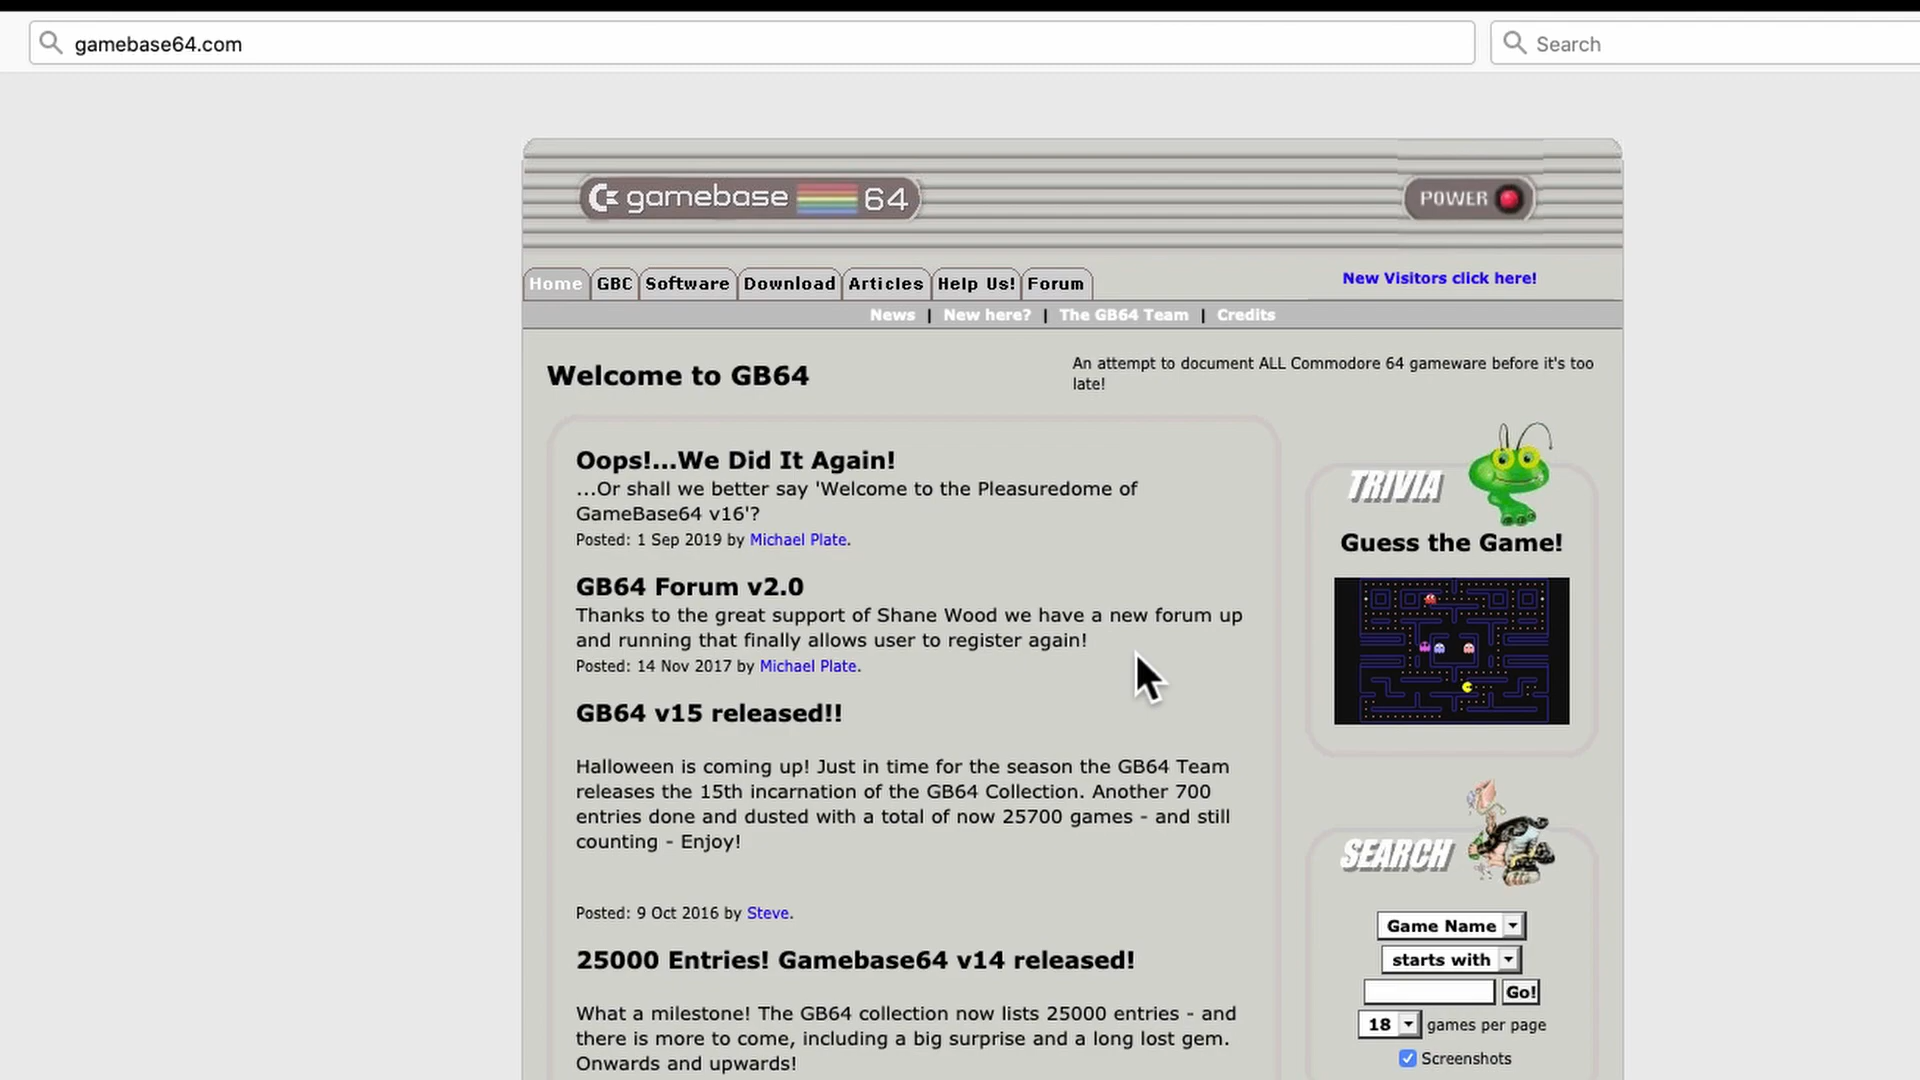 gamebase64.com
Search
gamebase 64
POWER
Home GBC Software Download Articles Help Us! Forum
New Visitors click here!
News | New here? | The GB64 Team | Credits
Welcome to GB64
An attempt to document ALL Commodore 64 gameware before it's too
late!
Oops!...We Did It Again!
...Or shall we better say 'Welcome to the Pleasuredome of
GameBase64 v16'?
Posted: 1 Sep 2019 by Michael Plate.
GB64 Forum v2.0
Thanks to the great support of Shane Wood we have a new forum up
and running that finally allows user to register again!
Posted: 14 Nov 2017 by Michael Plate.
GB64 v15 released!!
Halloween is coming up! Just in time for the season the GB64 Team
releases the 15th incarnation of the GB64 Collection. Another 700
entries done and dusted with a total of now 25700 games - and still
counting - Enjoy!
Posted: 9 Oct 2016 by Steve.
25000 Entries! Gamebase64 v14 released!
What a milestone! The GB64 collection now lists 25000 entries - and
there is more to come, including a big surprise and a long lost gem.
Onwards and upwards!
TRIVIA
Guess the Game!
SEARCH
Game Name
starts with
Go!
18 games per page
Screenshots